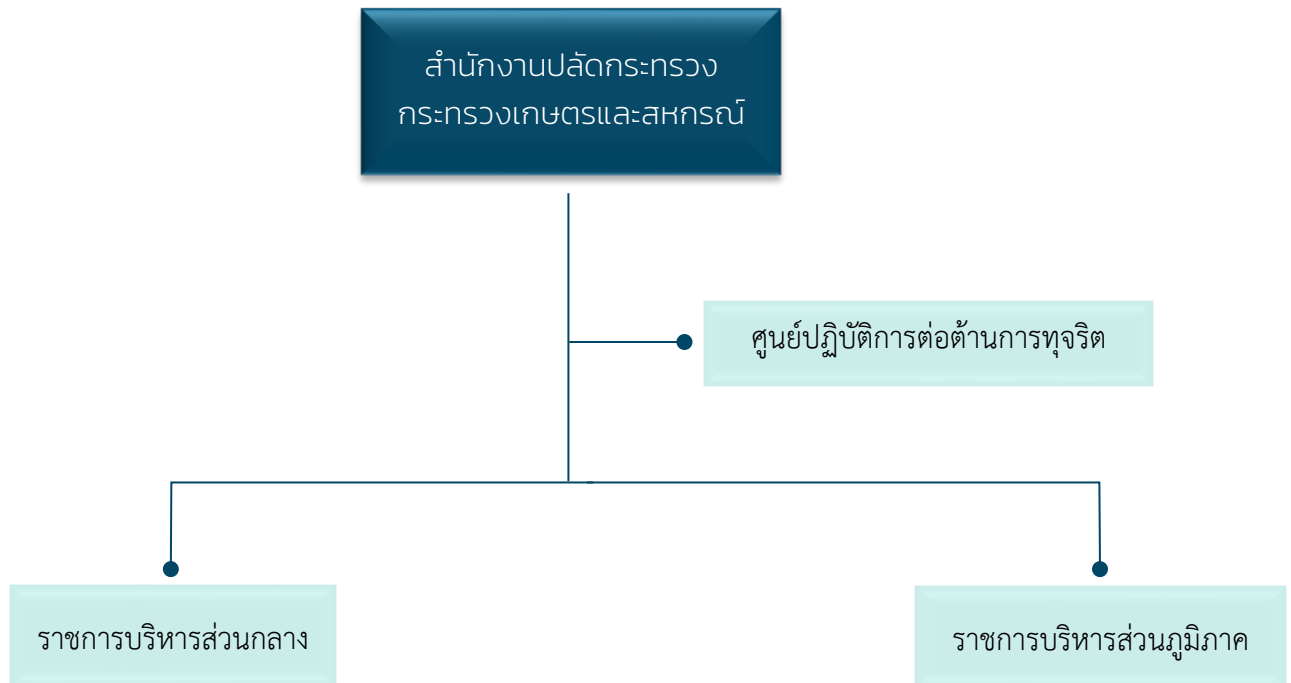 สำนักงานปลัดกระทรวง
กระทรวงเกษตรและสหกรณ์
ศูนย์ปฏิบัติการต่อต้านการทุจริต
ราชการบริหารส่วนกลาง
ราชการบริหารส่วนภูมิภาค